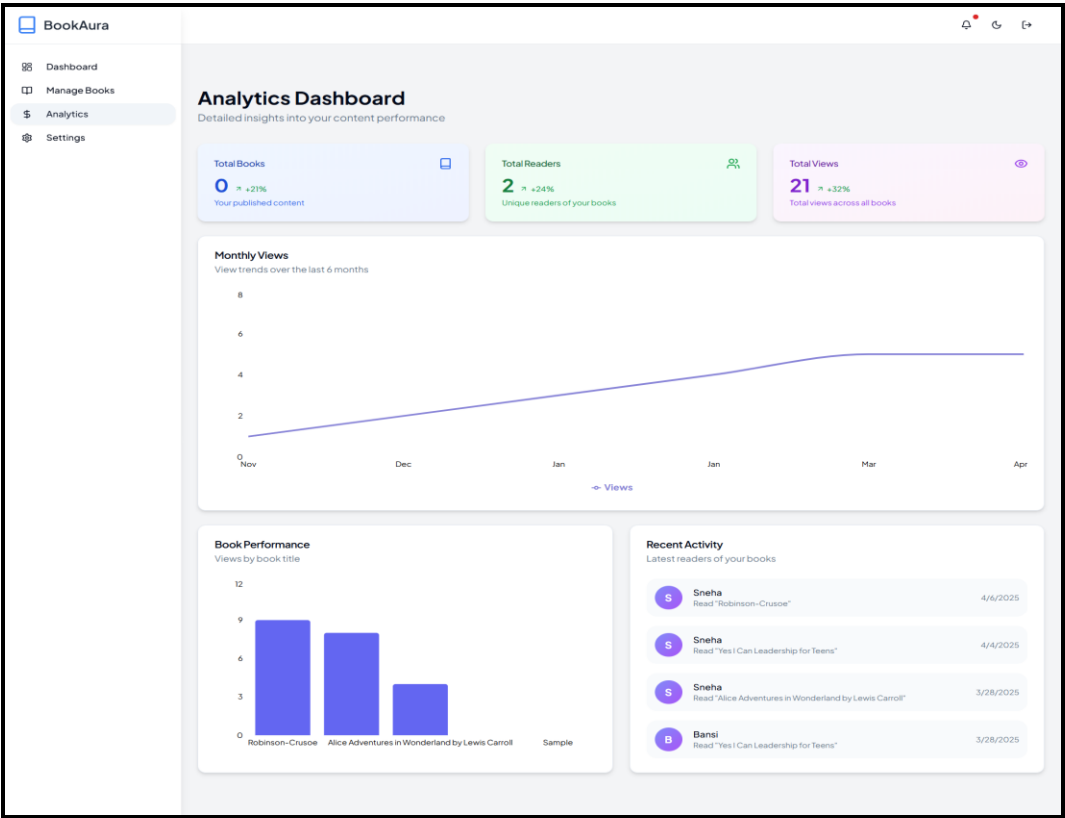 BookAura
Dashboard
Manage Books
Analytics
Settings
Analytics Dashboard
Detailed insights into your content performance
Total Books
0 +21%
Your published content
Total Readers
2 +24%
Unique readers of your books
Total Views
21 +32%
Total views across all books
Monthly Views
View trends over the last 6 months
8
6
4
2
0
Nov Dec Jan Jan Mar Apr
Views
Book Performance
Views by book title
12
9
6
3
0
Robinson-Crusoe Alice Adventures in Wonderland by Lewis Carroll Sample
Recent Activity
Latest readers of your books
S
Sneha
Read "Robinson-Crusoe"
4/6/2025
S
Sneha
Read "Yes I Can Leadership for Teens"
4/4/2025
S
Sneha
Read "Alice Adventures in Wonderland by Lewis Carroll"
3/28/2025
B
Bansi
Read "Yes I Can Leadership for Teens"
3/28/2025